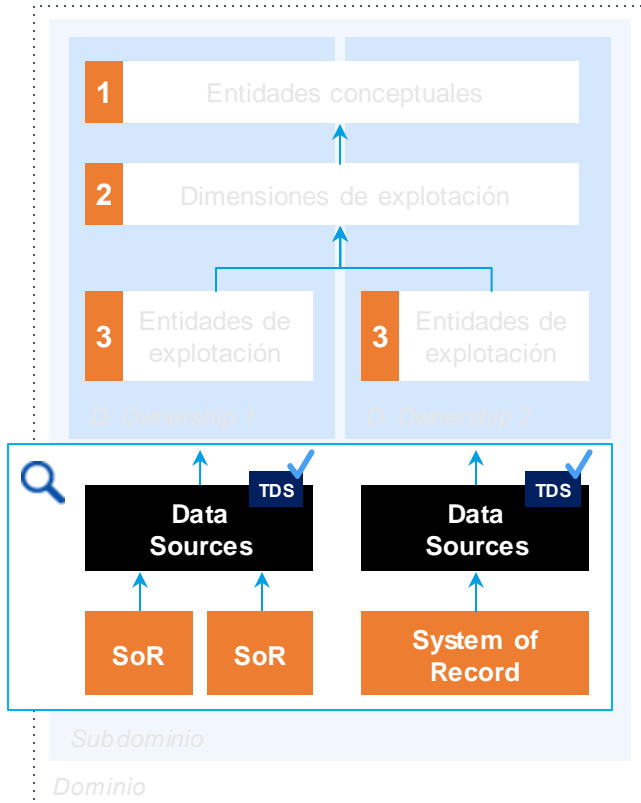 1
Entidades conceptuales
2
Dimensiones de explotación
3
Entidades de
explotación
3
Entidades de
explotación
D. Ownership 1
D. Ownership 2
TDS
Data
Sources
TDS
Data
Sources
SoR
SoR
System of
Record
Subdominio
Dominio